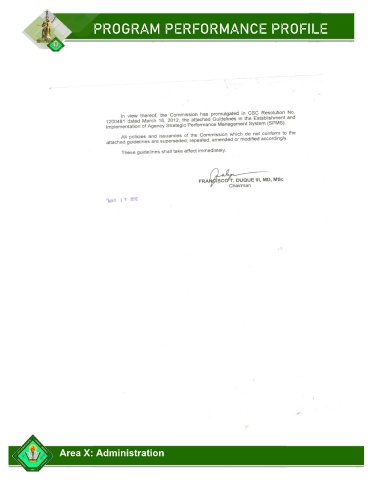 PROGRAM PERFORMANCE PROFILE
In view thereof, the Commission has promulgated in CSC Resolution No.
1200481 dated March 16, 2012, the attached Guidelines in the Establishment and
Implementation of Agency Strategic Performance Management System (SPMS).
All policies and issuances of the Commission which do not conform to the
attached guidelines are superseded, repealed, amended or modified accordingly.
These guidelines shall take effect immediately.
FRANCISCO T. DUQUE III, MD, MSc
Chairman
Area X: Administration